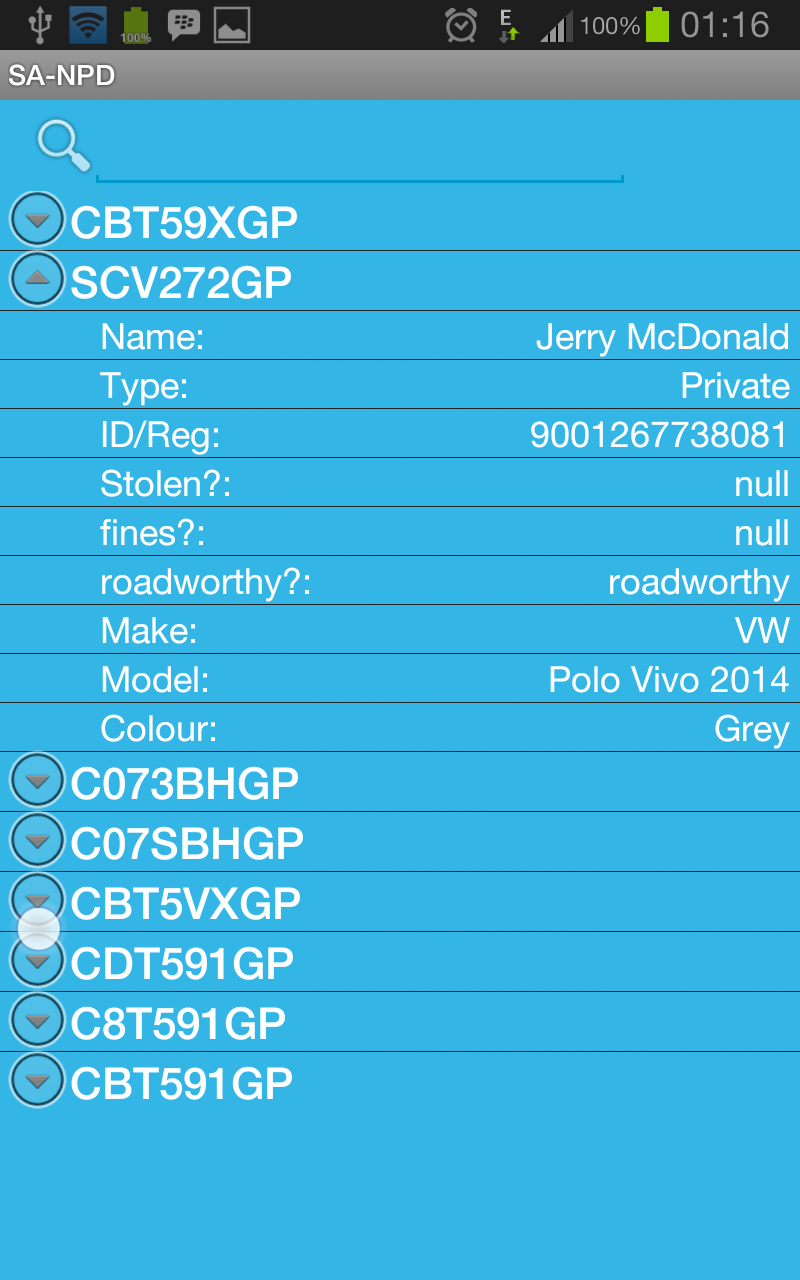 100% E 100% 01:16
SA-NPD
CBT59XGP
SCV272GP
Name: Jerry McDonald
Type: Private
ID/Reg: 9001267738081
Stolen?: null
fines?: null
roadworthy?: roadworthy
Make: VW
Model: Polo Vivo 2014
Colour: Grey
C073BHGP
C07SBHGP
CBT5VXGP
CDT591GP
C8T591GP
CBT591GP